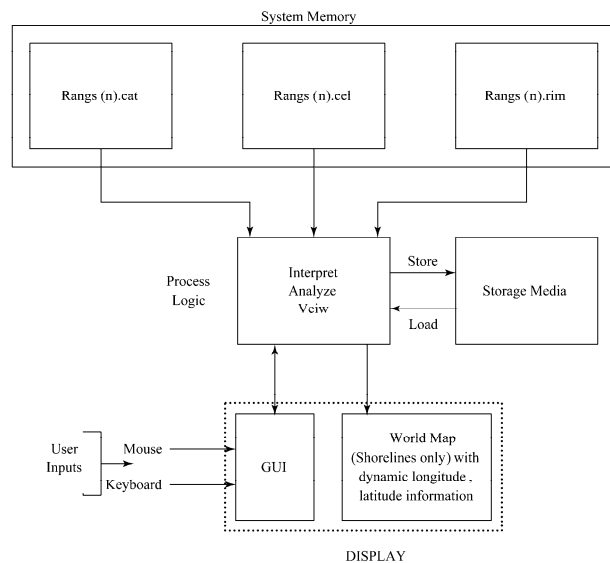 System Memory
Rangs (n).cat
Rangs (n).cel
Rangs (n).rim
Process
Logic
Interpret
Analyze
Vciw
Store
Load
Storage Media
User
Inputs
Mouse
Keyboard
GUI
World Map
(Shorelines only) with
dynamic longitude ,
latitude information
DISPLAY